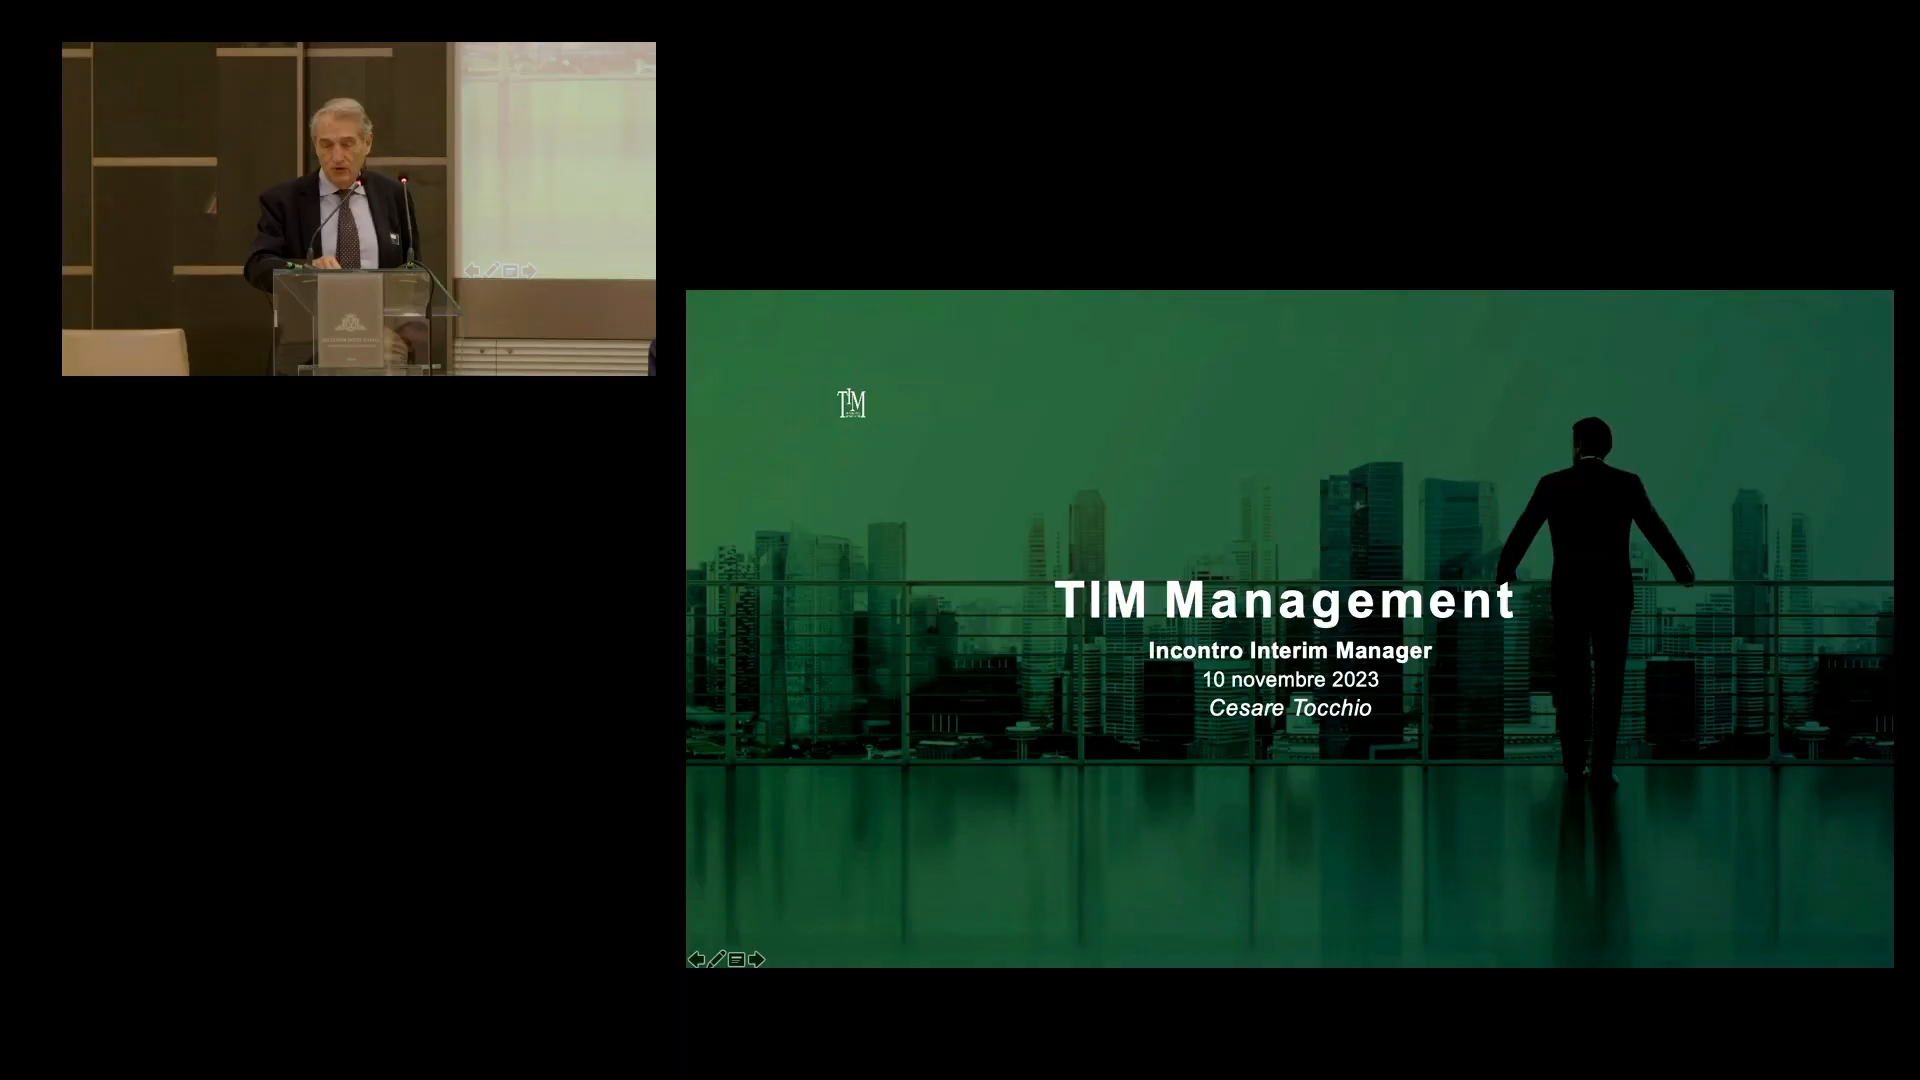 TIM
TIM Management
Incontro Interim Manager
10 novembre 2023
Cesare Tocchio